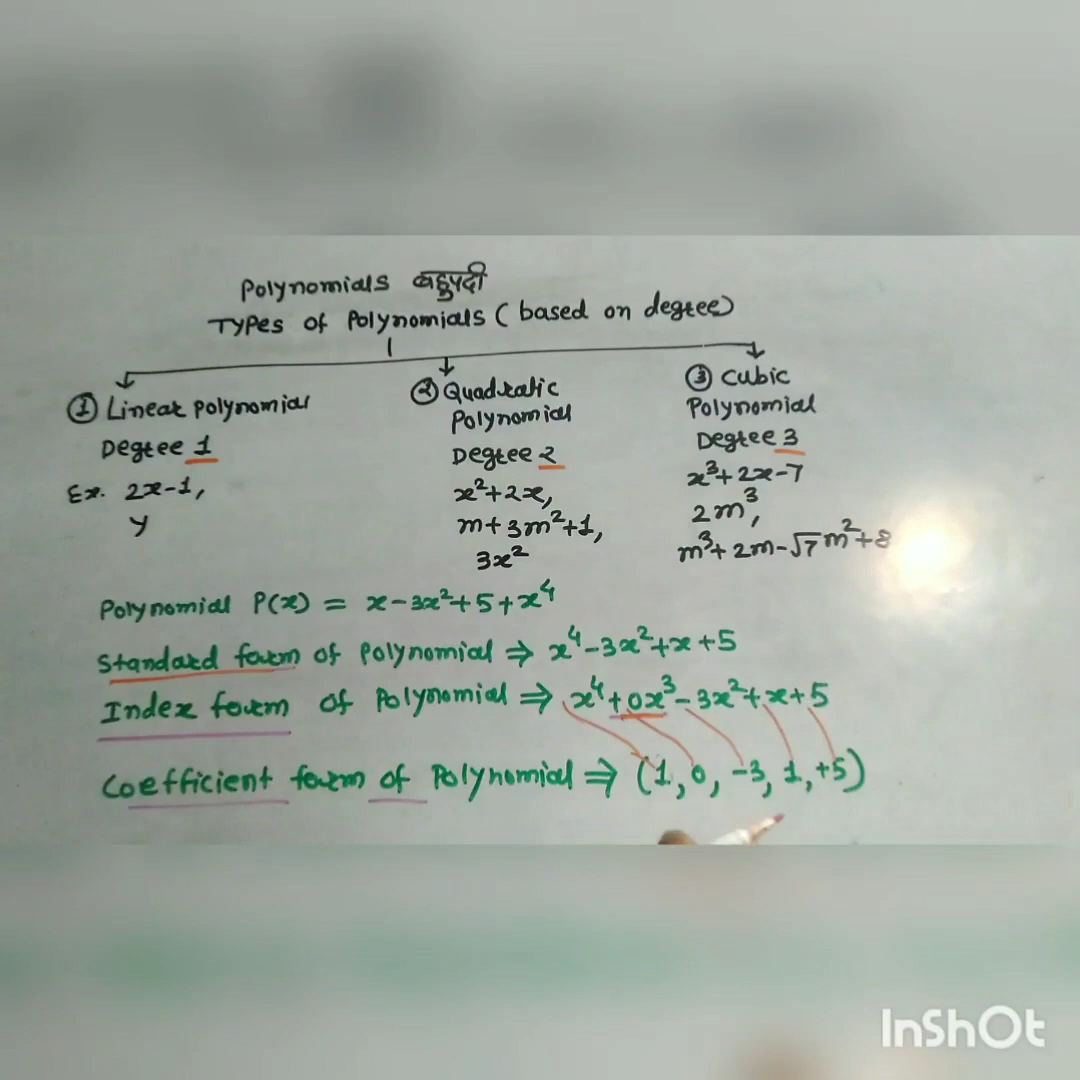 Polynomials बहुपदी
Types of Polynomials (based on degree)
① Linear Polynomial
Degree 1
Ex. 2x-1,
y
② Quadratic
Polynomial
Degree 2
x²+2x,
m+3m²+1,
3x²
③ Cubic
Polynomial
Degree 3
x³+2x-7
2m³,
m³+2m-√7m²+8
Polynomial P(x) = x-3x²+5+x⁴
Standard form of Polynomial ⇒ x⁴-3x²+x+5
Index form of Polynomial ⇒ x⁴+0x³-3x²+x+5
Coefficient form of Polynomial ⇒ (1,0,-3,1,+5)
InShOt